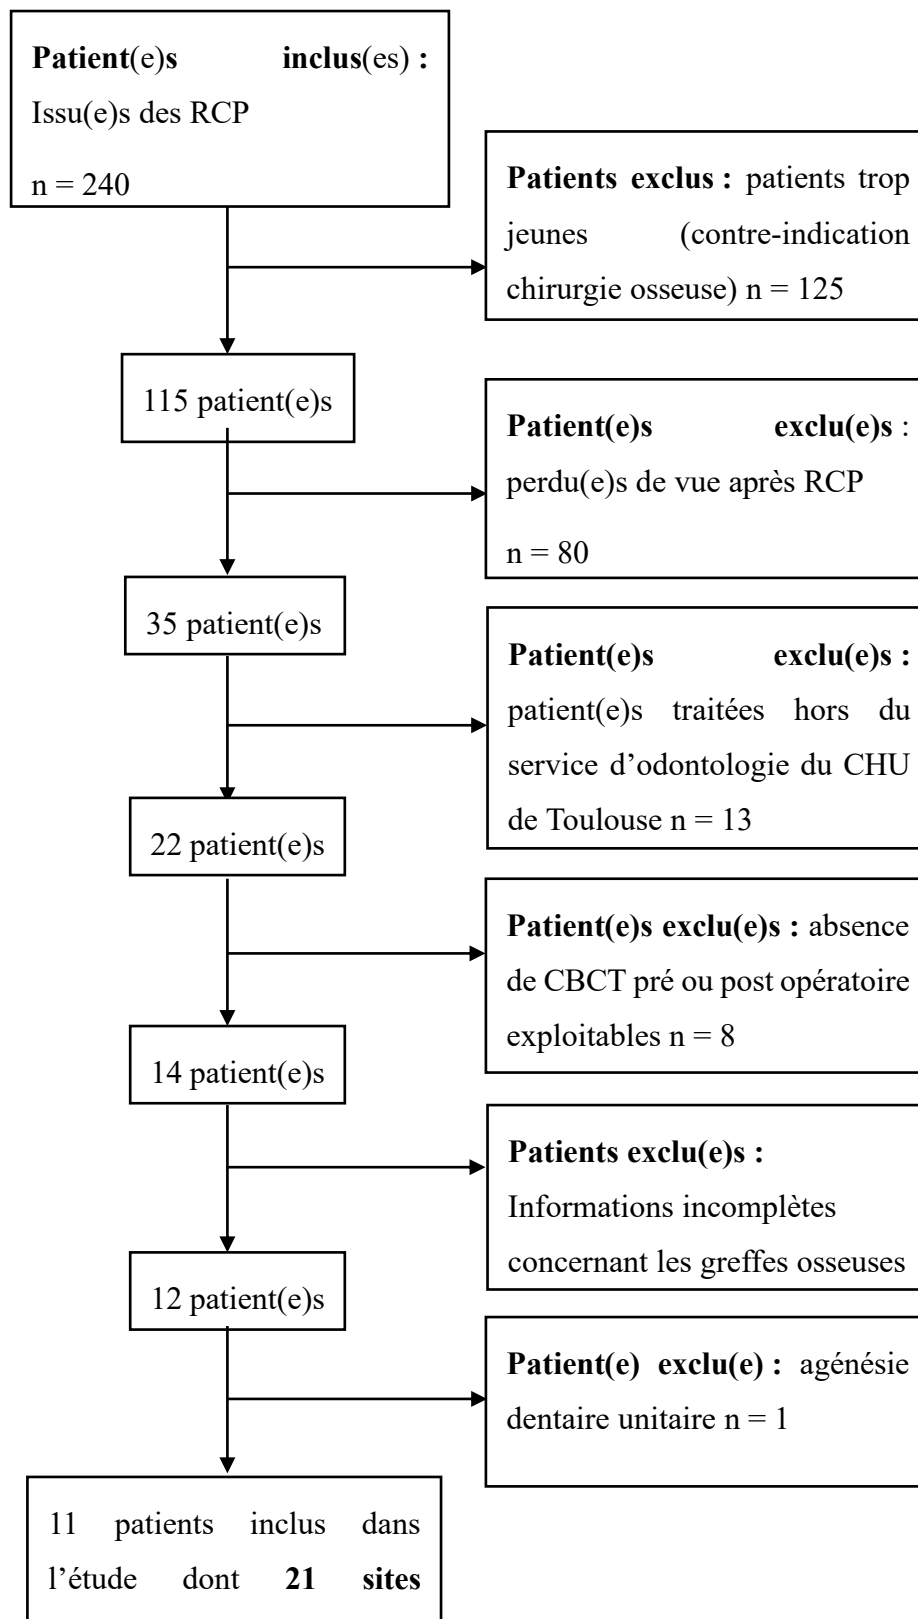 Patient(e)s inclus(es) :
Issu(e)s des RCP
n = 240
Patients exclus : patients trop
jeunes (contre-indication
chirurgie osseuse) n = 125
115 patient(e)s
Patient(e)s exclu(e)s :
perdu(e)s de vue après RCP
n = 80
35 patient(e)s
Patient(e)s exclu(e)s :
patient(e)s traitées hors du
service d’odontologie du CHU
de Toulouse n = 13
22 patient(e)s
Patient(e)s exclu(e)s : absence
de CBCT pré ou post opératoire
exploitables n = 8
14 patient(e)s
Patients exclu(e)s :
Informations incomplètes
concernant les greffes osseuses
12 patient(e)s
Patient(e) exclu(e) : agénésie
dentaire unitaire n = 1
11 patients inclus dans
l’étude dont 21 sites